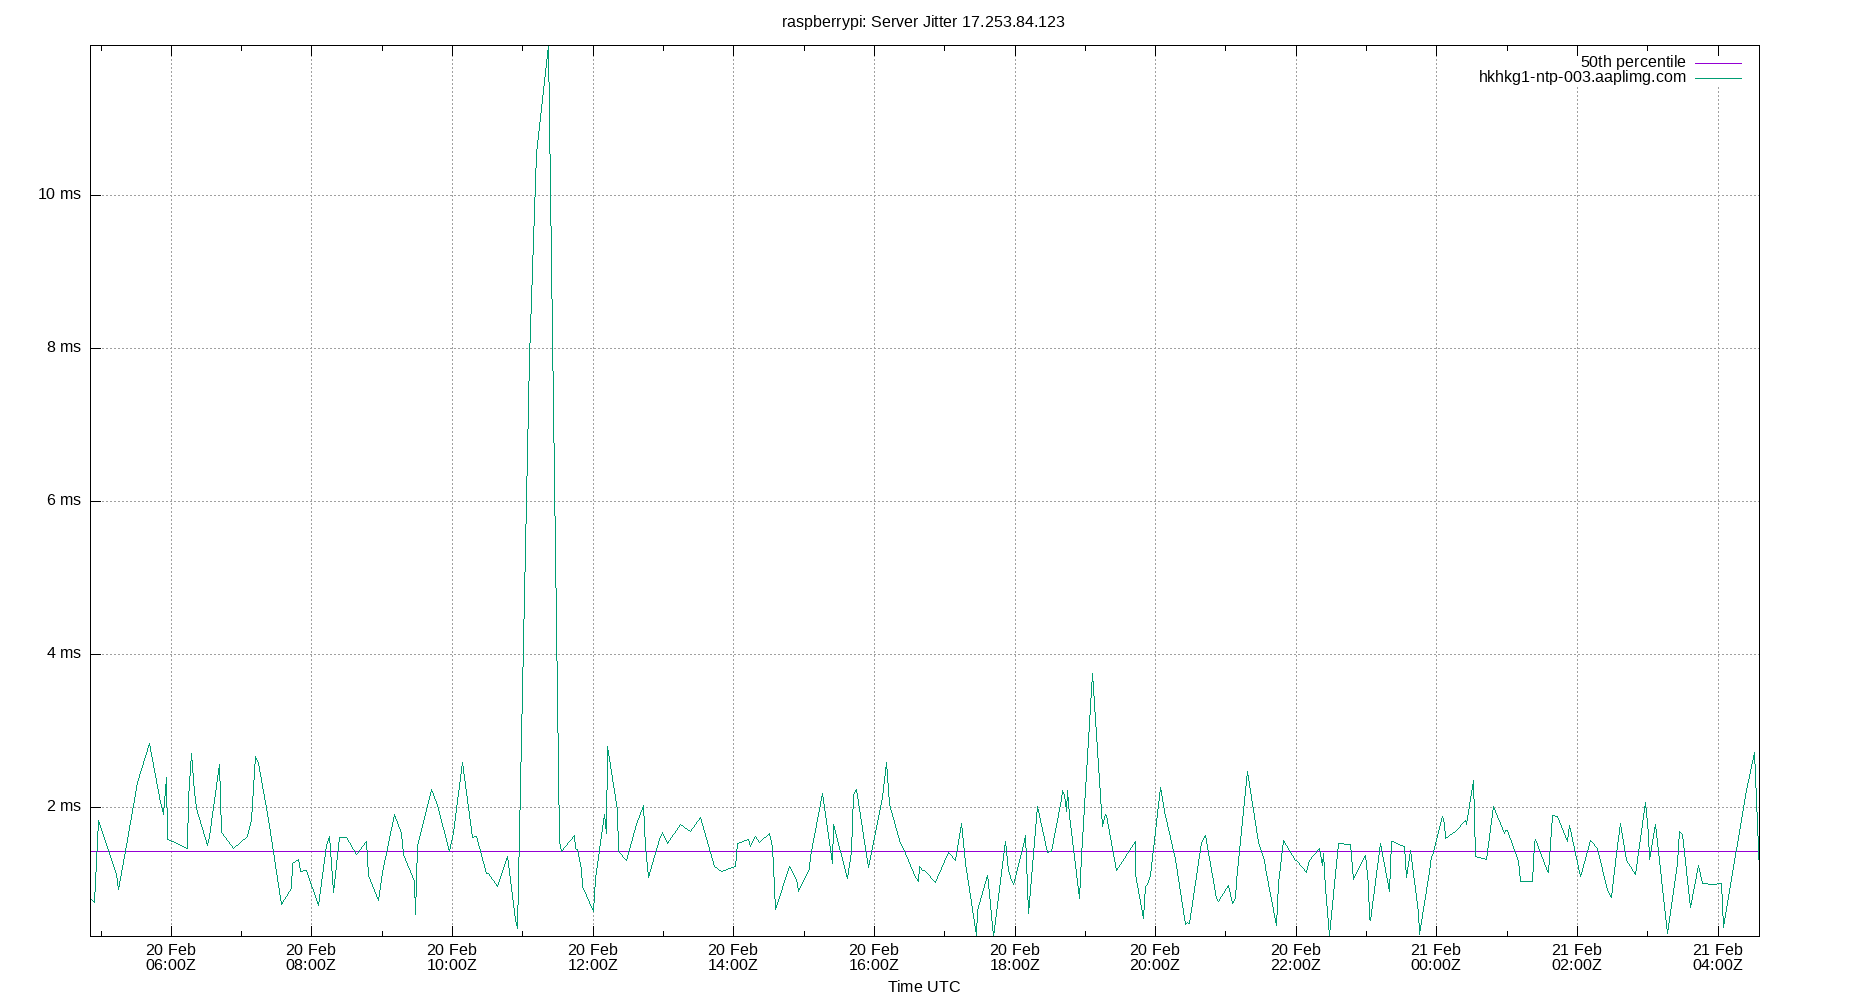 raspberrypi: Server Jitter 17.253.84.123
50th percentile
hkhkg1-ntp-003.aaplimg.com
10 ms
8 ms
6 ms
4 ms
2 ms
20 Feb 20 Feb 20 Feb 20 Feb 20 Feb 20 Feb 20 Feb 20 Feb 20 Feb 21 Feb 21 Feb 21 Feb
06:00Z 08:00Z 10:00Z 12:00Z 14:00Z 16:00Z 18:00Z 20:00Z 22:00Z 00:00Z 02:00Z 04:00Z
Time UTC